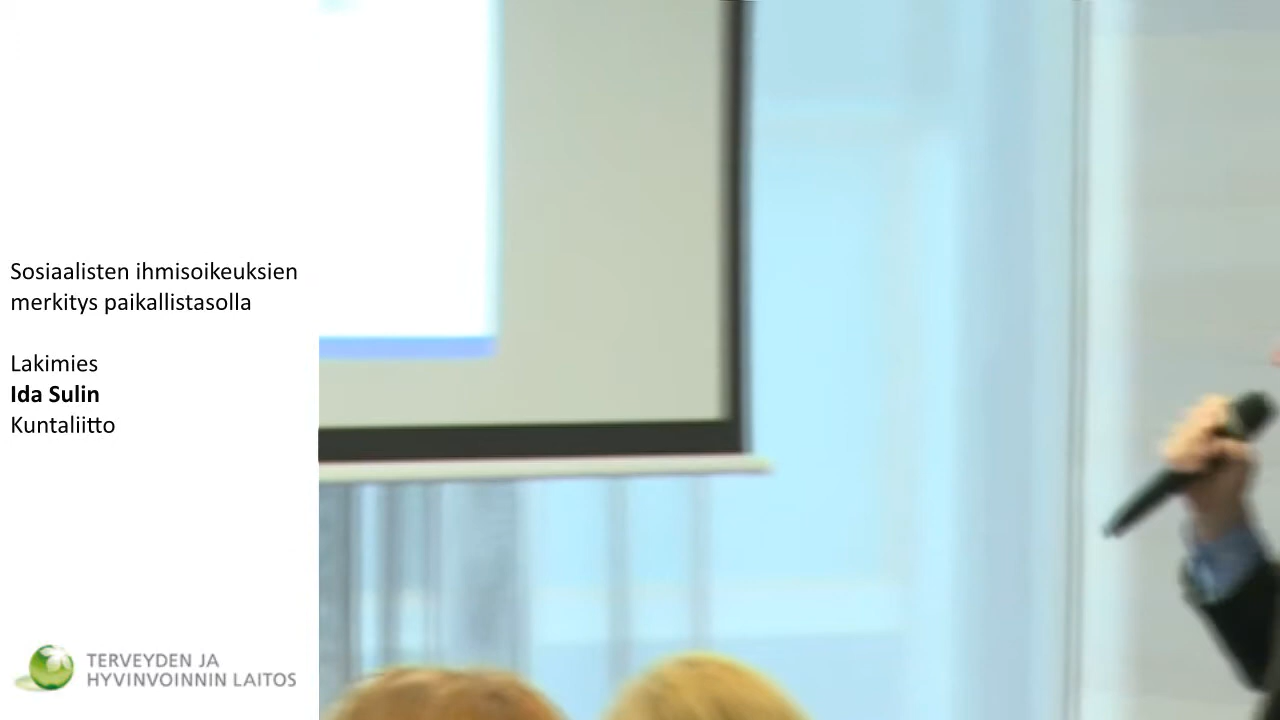 Sosiaalisten ihmisoikeuksien
merkitys paikallistasolla
Lakimies
Ida Sulin
Kuntaliitto
TERVEYDEN JA
HYVINVOINNIN LAITOS